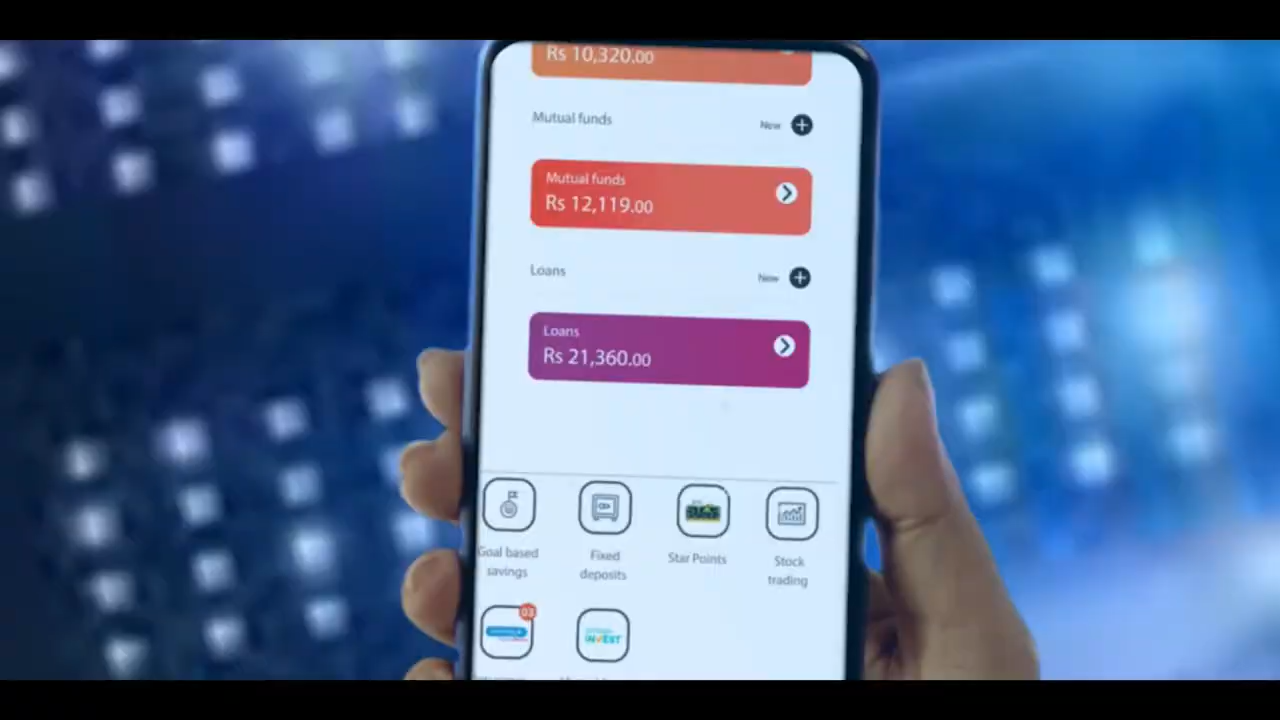 Rs 10,320.00
Mutual funds
New
Mutual funds
Rs 12,119.00
Loans
New
Loans
Rs 21,360.00
Goal based
savings
Fixed
deposits
Star Points
Stock
trading
03
INVEST